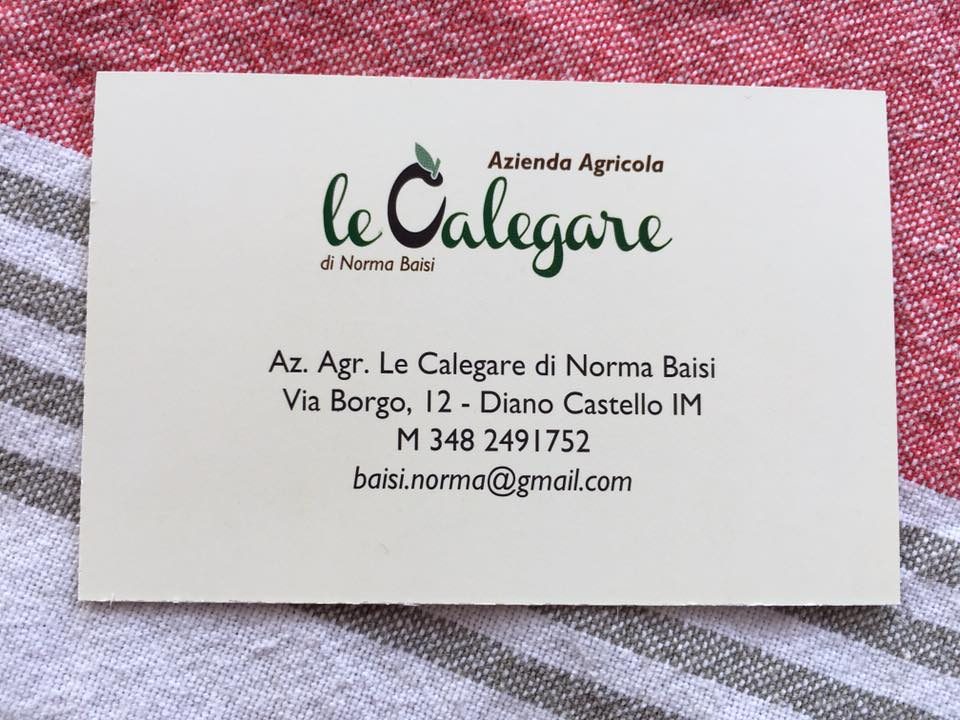 Azienda Agricola
le Calegare
di Norma Baisi
Az. Agr. Le Calegare di Norma Baisi
Via Borgo, 12 - Diano Castello IM
M 348 2491752
baisi.norma@gmail.com